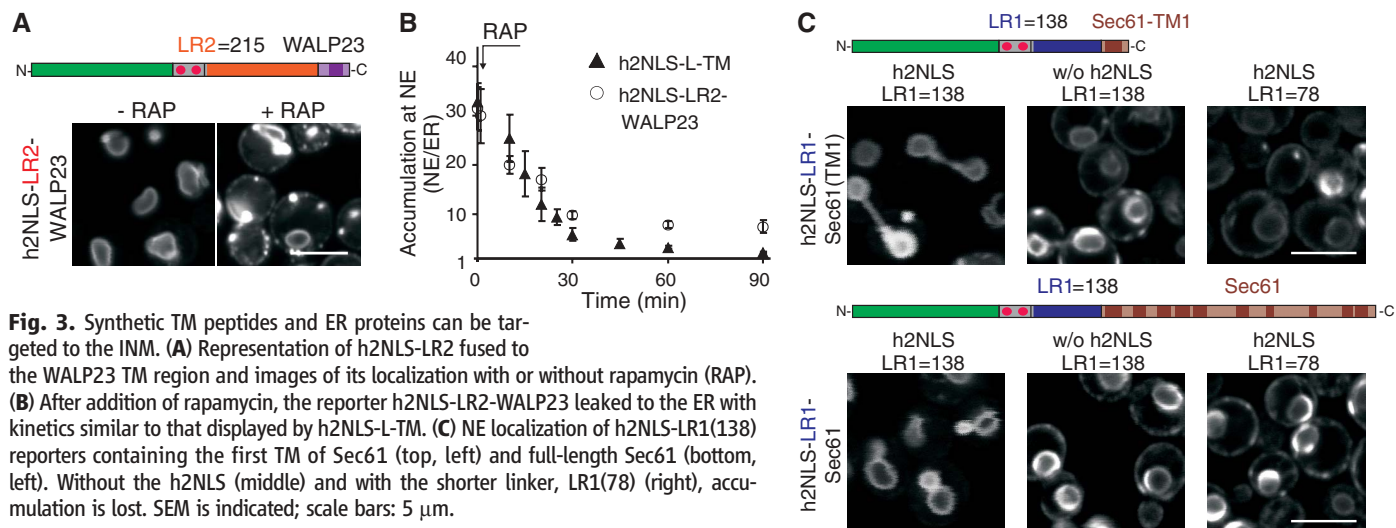 A
LR2=215 WALP23
N- -C
- RAP + RAP
h2NLS-LR2-
WALP23
B
RAP
Accumulation at NE
(NE/ER)
40
30
20
10
1
0 30 60 90
Time (min)
▲ h2NLS-L-TM
○ h2NLS-LR2-
WALP23
C
LR1=138 Sec61-TM1
N- -C
h2NLS w/o h2NLS h2NLS
LR1=138 LR1=138 LR1=78
h2NLS-LR1-
Sec61(TM1)
LR1=138 Sec61
N- -C
h2NLS w/o h2NLS h2NLS
LR1=138 LR1=138 LR1=78
h2NLS-LR1-
Sec61
Fig. 3. Synthetic TM peptides and ER proteins can be tar-
geted to the INM. (A) Representation of h2NLS-LR2 fused to
the WALP23 TM region and images of its localization with or without rapamycin (RAP).
(B) After addition of rapamycin, the reporter h2NLS-LR2-WALP23 leaked to the ER with
kinetics similar to that displayed by h2NLS-L-TM. (C) NE localization of h2NLS-LR1(138)
reporters containing the first TM of Sec61 (top, left) and full-length Sec61 (bottom,
left). Without the h2NLS (middle) and with the shorter linker, LR1(78) (right), accu-
mulation is lost. SEM is indicated; scale bars: 5 μm.